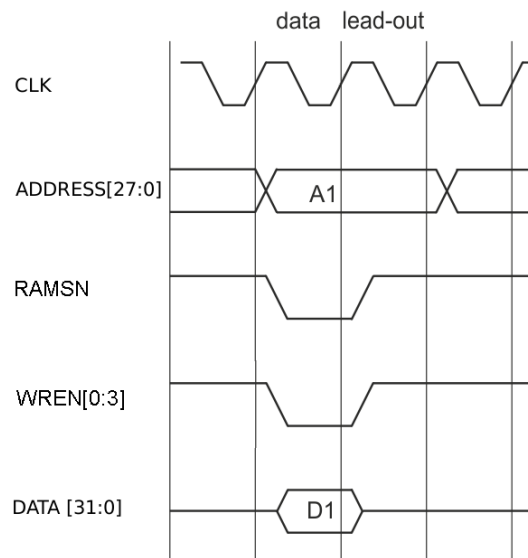 data lead-out
CLK
ADDRESS[27:0]
A1
RAMSN
WREN[0:3]
DATA [31:0]
D1